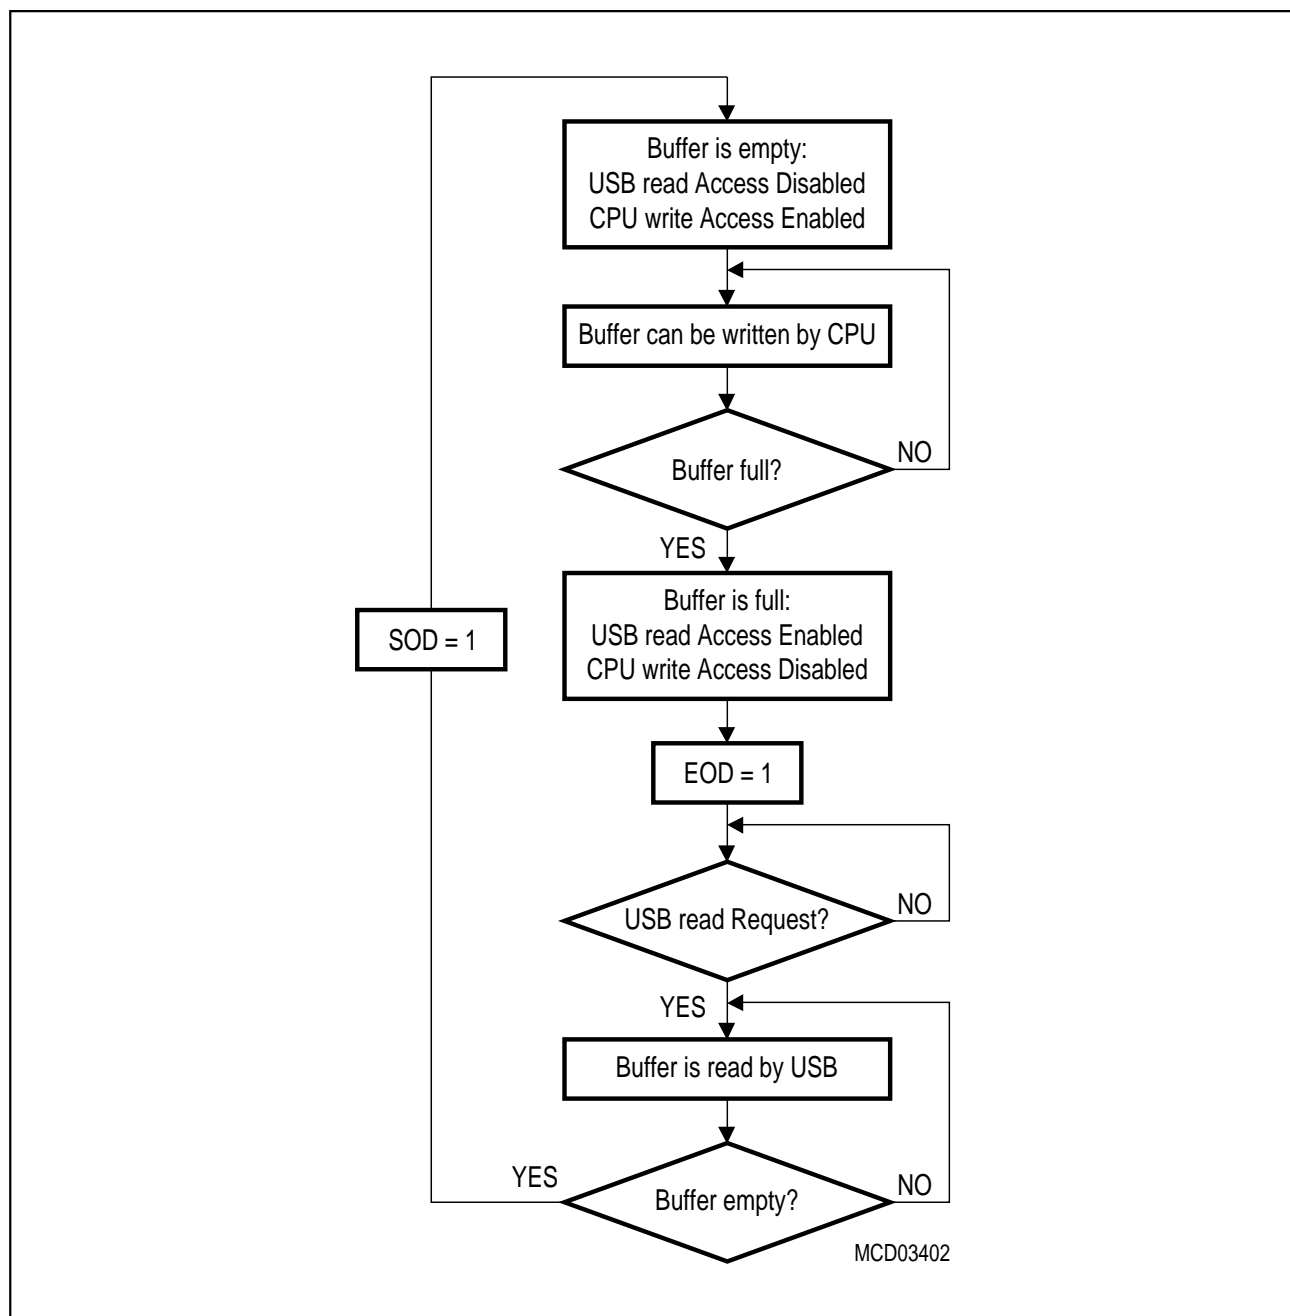 Buffer is empty:
USB read Access Disabled
CPU write Access Enabled
Buffer can be written by CPU
Buffer full?
NO
YES
Buffer is full:
USB read Access Enabled
CPU write Access Disabled
SOD = 1
EOD = 1
USB read Request?
NO
YES
Buffer is read by USB
Buffer empty?
YES
NO
MCD03402